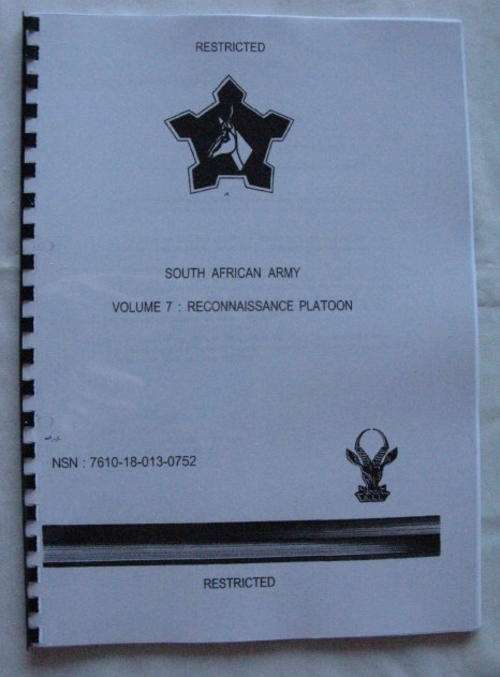 RESTRICTED
SOUTH AFRICAN ARMY
VOLUME 7 : RECONNAISSANCE PLATOON
NSN : 7610-18-013-0752
RESTRICTED